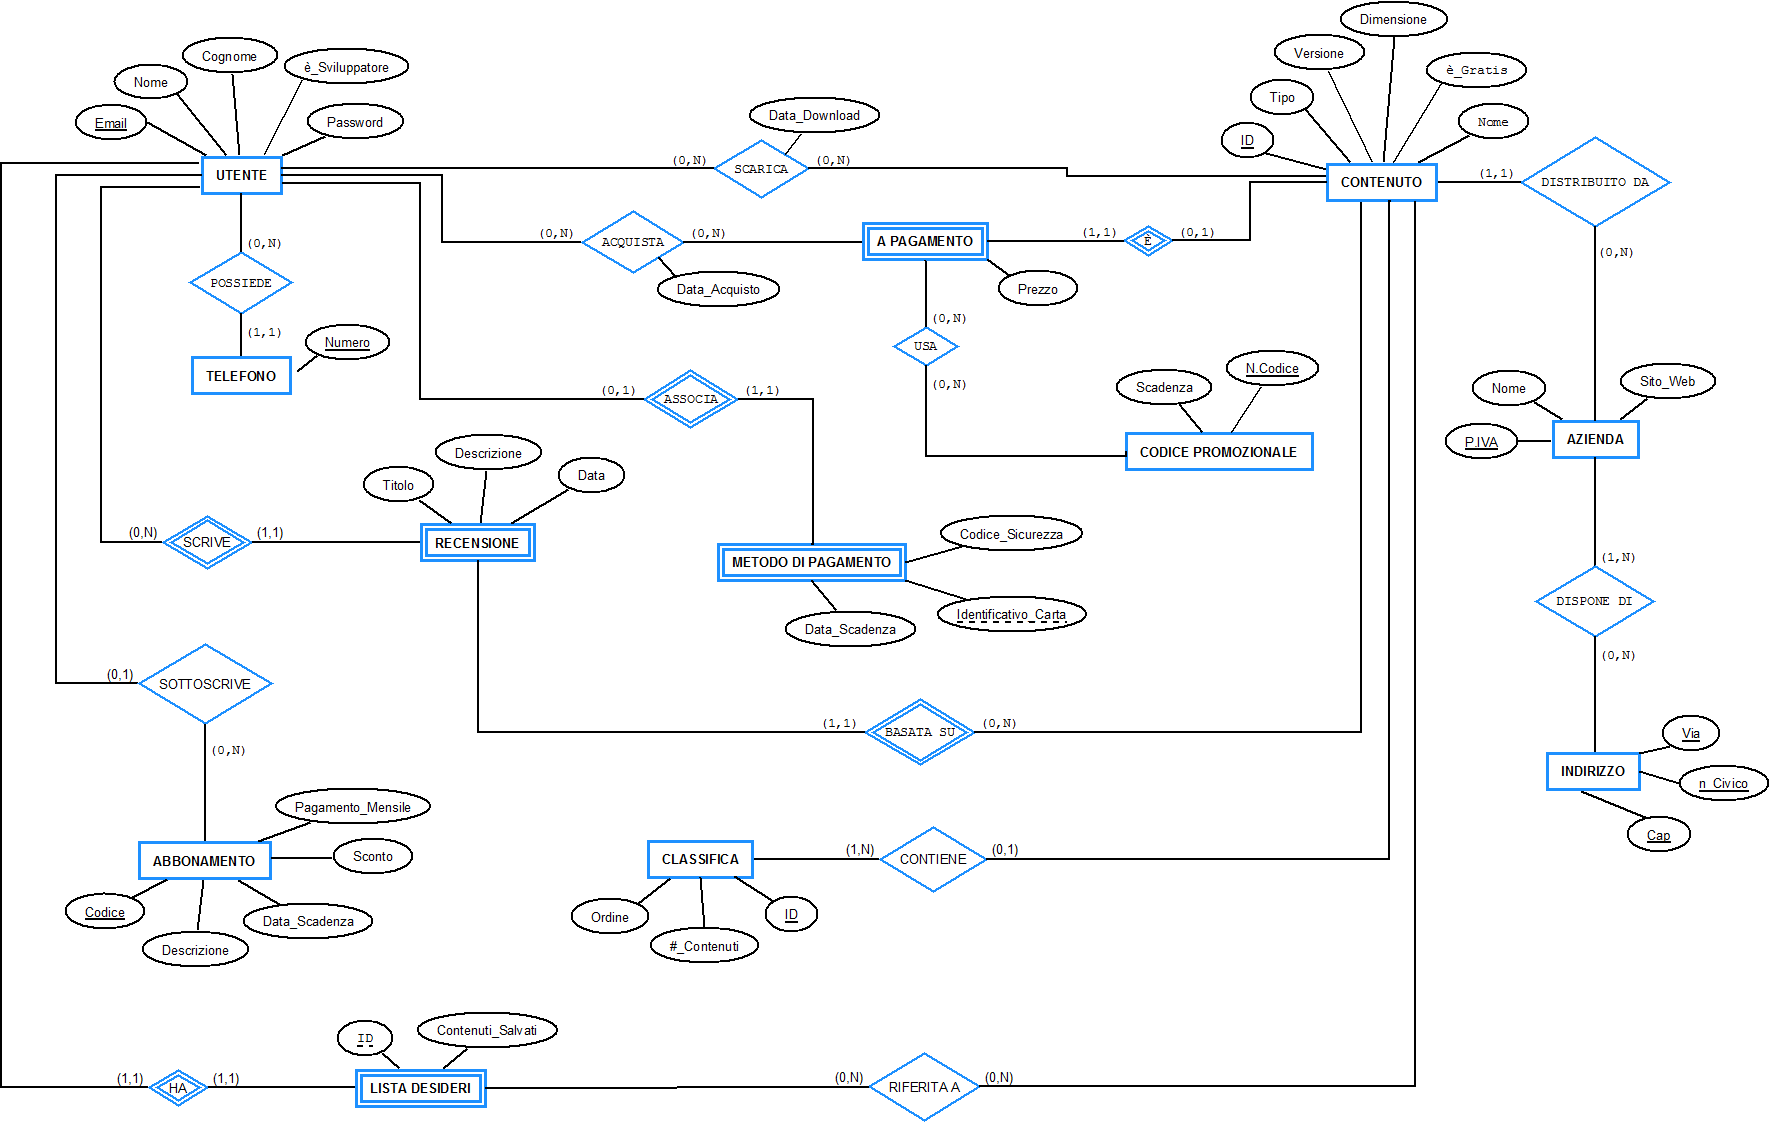 Dimensione
Cognome
Versione
è_Sviluppatore
è_Gratis
Nome
Tipo
Data_Download
Email
Password
Nome
ID
(0,N)
(0,N)
UTENTE
SCARICA
CONTENUTO
(1,1)
DISTRIBUITO DA
(0,N)
(0,N)
(1,1)
(0,1)
ACQUISTA
A PAGAMENTO
È
(0,N)
(0,N)
POSSIEDE
Data_Acquisto
Prezzo
(0,N)
(1,1)
Numero
USA
TELEFONO
(0,N)
N.Codice
Scadenza
Sito_Web
Nome
(0,1)
(1,1)
ASSOCIA
AZIENDA
P.IVA
CODICE PROMOZIONALE
Descrizione
Data
Titolo
(0,N)
(1,1)
SCRIVE
RECENSIONE
Codice_Sicurezza
METODO DI PAGAMENTO
(1,N)
DISPONE DI
Identificativo_Carta
Data_Scadenza
(0,N)
(0,1)
SOTTOSCRIVE
(1,1)
(0,N)
BASATA SU
Via
(0,N)
INDIRIZZO
n_Civico
Pagamento_Mensile
Cap
(1,N)
(0,1)
ABBONAMENTO
Sconto
CLASSIFICA
CONTIENE
Codice
Data_Scadenza
Ordine
ID
Descrizione
#_Contenuti
ID
Contenuti_Salvati
(1,1)
(1,1)
(0,N)
(0,N)
HA
LISTA DESIDERI
RIFERITA A